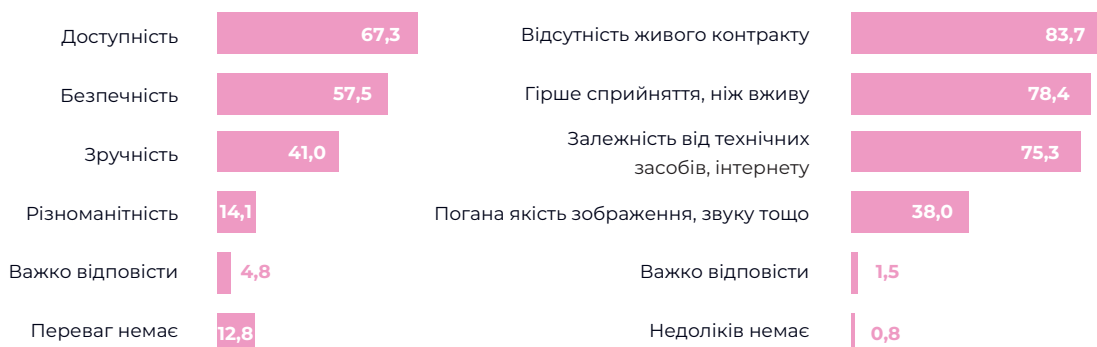 Доступність 67,3
Безпечність 57,5
Зручність 41,0
Різноманітність 14,1
Важко відповісти 4,8
Переваг немає 12,8
Відсутність живого контракту 83,7
Гірше сприйняття, ніж вживу 78,4
Залежність від технічних
засобів, інтернету 75,3
Погана якість зображення, звуку тощо 38,0
Важко відповісти 1,5
Недоліків немає 0,8